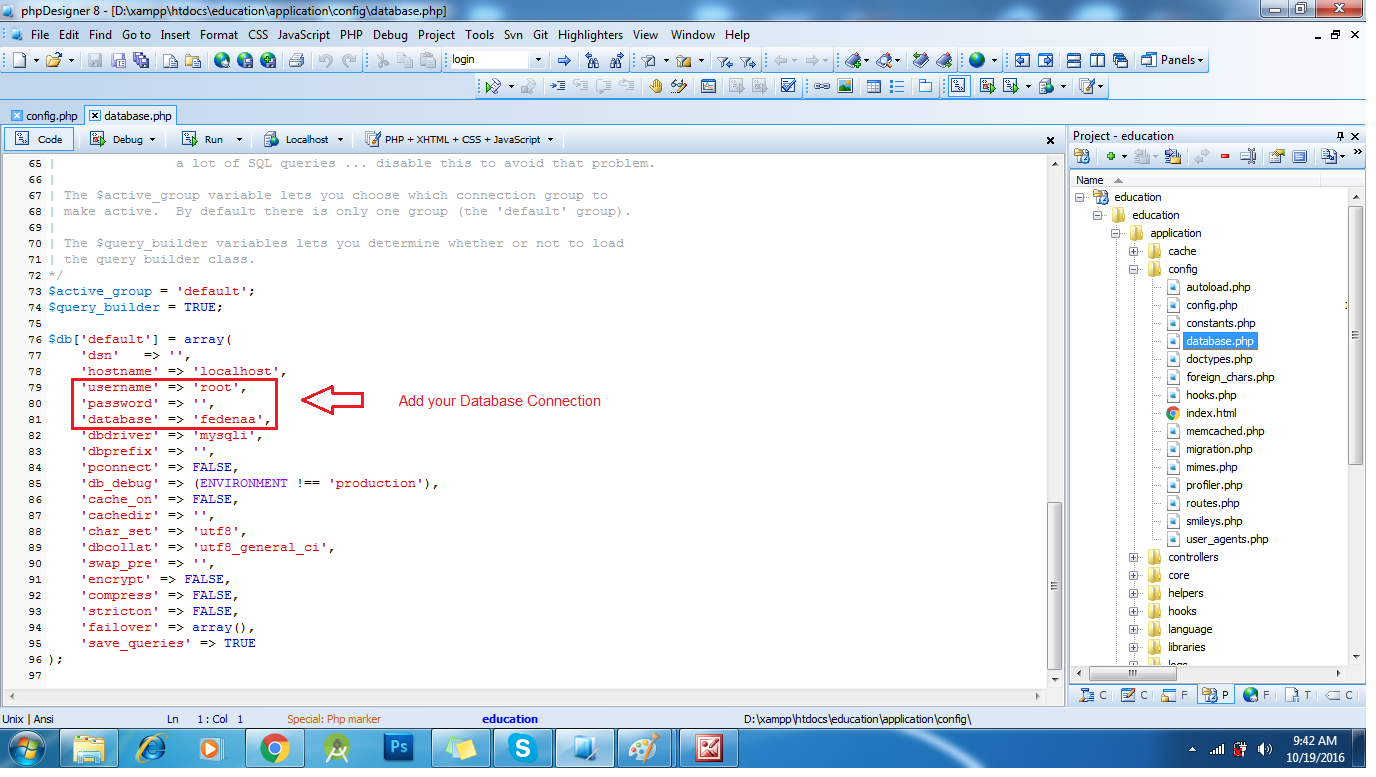 phpDesigner 8 - [D:\xampp\htdocs\education\application\config\database.php]
File Edit Find Go to Insert Format CSS JavaScript PHP Debug Project Tools Svn Git Highlighters View Window Help
login
Panels
config.php database.php
Code Debug Run Localhost PHP + XHTML + CSS + JavaScript
65 | a lot of SQL queries ... disable this to avoid that problem.
66 |
67 | The $active_group variable lets you choose which connection group to
68 | make active. By default there is only one group (the 'default' group).
69 |
70 | The $query_builder variables lets you determine whether or not to load
71 | the query builder class.
72 */
73 $active_group = 'default';
74 $query_builder = TRUE;
75
76 $db['default'] = array(
77 'dsn' => '',
78 'hostname' => 'localhost',
79 'username' => 'root',
80 'password' => '',
81 'database' => 'fedenaa',
82 'dbdriver' => 'mysqli',
83 'dbprefix' => '',
84 'pconnect' => FALSE,
85 'db_debug' => (ENVIRONMENT !== 'production'),
86 'cache_on' => FALSE,
87 'cachedir' => '',
88 'char_set' => 'utf8',
89 'dbcollat' => 'utf8_general_ci',
90 'swap_pre' => '',
91 'encrypt' => FALSE,
92 'compress' => FALSE,
93 'stricton' => FALSE,
94 'failover' => array(),
95 'save_queries' => TRUE
96 );
97
Add your Database Connection
Project - education
Name
education
education
application
cache
config
autoload.php
config.php
constants.php
database.php
doctypes.php
foreign_chars.php
hooks.php
index.html
memcached.php
migration.php
mimes.php
profiler.php
routes.php
smileys.php
user_agents.php
controllers
core
helpers
hooks
language
libraries
logs
C C F P F T C
Unix | Ansi Ln 1 : Col 1 Special: Php marker education D:\xampp\htdocs\education\application\config\
Ps
9:42 AM
10/19/2016